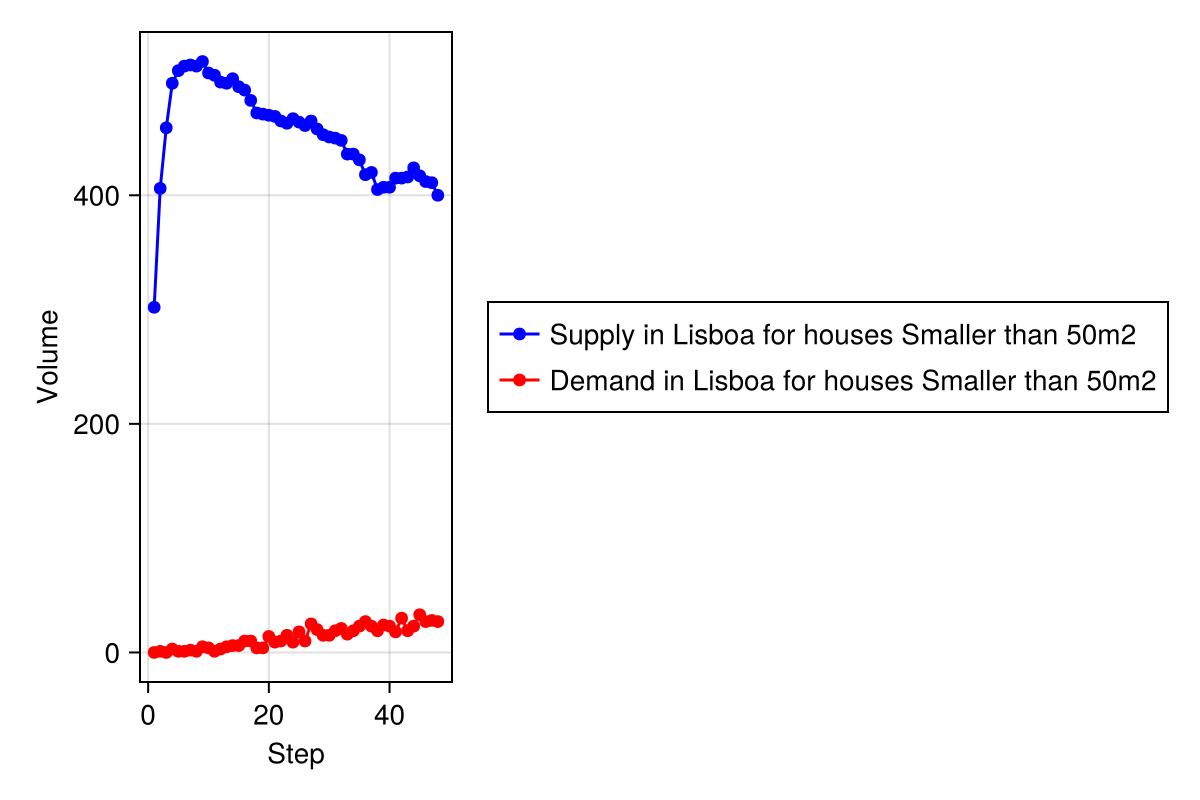 Volume
400
200
0
0 20 40
Step
Supply in Lisboa for houses Smaller than 50m2
Demand in Lisboa for houses Smaller than 50m2